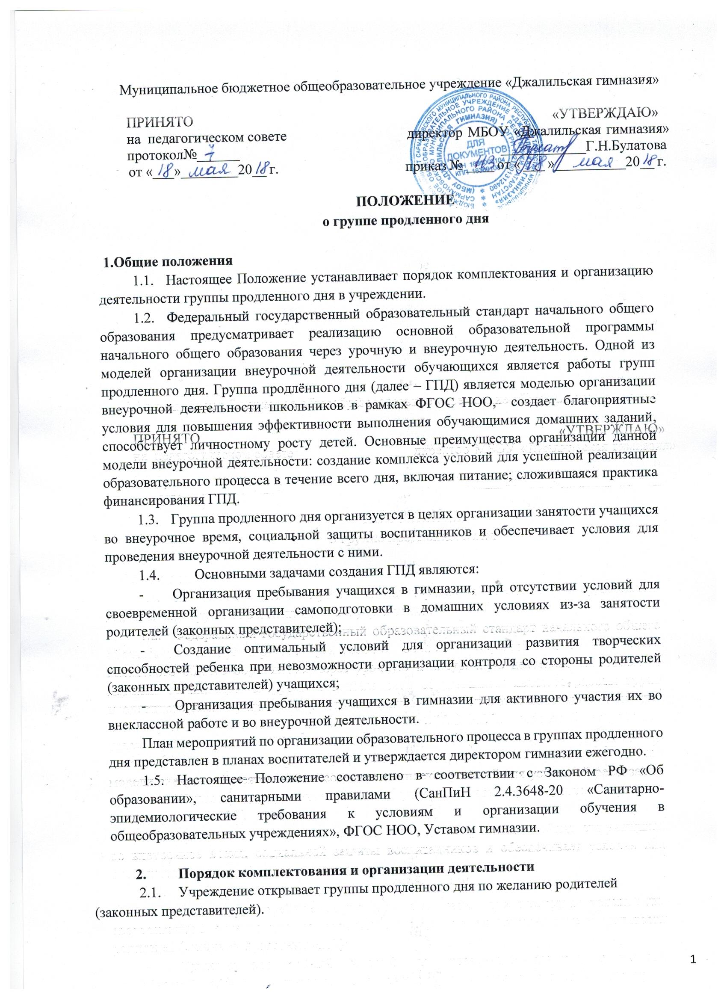 Муниципальное бюджетное общеобразовательное учреждение «Джалильская гимназия»
ПРИНЯТО
на педагогическом совете
протокол№ 7
от «18» мая 2018 г.
«УТВЕРЖДАЮ»
директор МБОУ «Джалильская гимназия»
Г.Н.Булатова
приказ № 113 от «18» мая 2018 г.
ДЛЯ
ДОКУМЕНТОВ
ПОЛОЖЕНИЕ
о группе продленного дня
1.Общие положения
1.1. Настоящее Положение устанавливает порядок комплектования и организацию
деятельности группы продленного дня в учреждении.
1.2. Федеральный государственный образовательный стандарт начального общего
образования предусматривает реализацию основной образовательной программы
начального общего образования через урочную и внеурочную деятельность. Одной из
моделей организации внеурочной деятельности обучающихся является работы групп
продленного дня. Группа продлённого дня (далее – ГПД) является моделью организации
внеурочной деятельности школьников в рамках ФГОС НОО, создает благоприятные
условия для повышения эффективности выполнения обучающимися домашних заданий,
способствует личностному росту детей. Основные преимущества организации данной
модели внеурочной деятельности: создание комплекса условий для успешной реализации
образовательного процесса в течение всего дня, включая питание; сложившаяся практика
финансирования ГПД.
1.3. Группа продленного дня организуется в целях организации занятости учащихся
во внеурочное время, социальной защиты воспитанников и обеспечивает условия для
проведения внеурочной деятельности с ними.
1.4. Основными задачами создания ГПД являются:
- Организация пребывания учащихся в гимназии, при отсутствии условий для
своевременной организации самоподготовки в домашних условиях из-за занятости
родителей (законных представителей);
- Создание оптимальный условий для организации развития творческих
способностей ребенка при невозможности организации контроля со стороны родителей
(законных представителей) учащихся;
- Организация пребывания учащихся в гимназии для активного участия их во
внеклассной работе и во внеурочной деятельности.
План мероприятий по организации образовательного процесса в группах продленного
дня представлен в планах воспитателей и утверждается директором гимназии ежегодно.
1.5. Настоящее Положение составлено в соответствии с Законом РФ «Об
образовании», санитарными правилами (СанПиН 2.4.3648-20 «Санитарно-
эпидемиологические требования к условиям и организации обучения в
общеобразовательных учреждениях», ФГОС НОО, Уставом гимназии.
2. Порядок комплектования и организации деятельности
2.1. Учреждение открывает группы продленного дня по желанию родителей
(законных представителей).
1